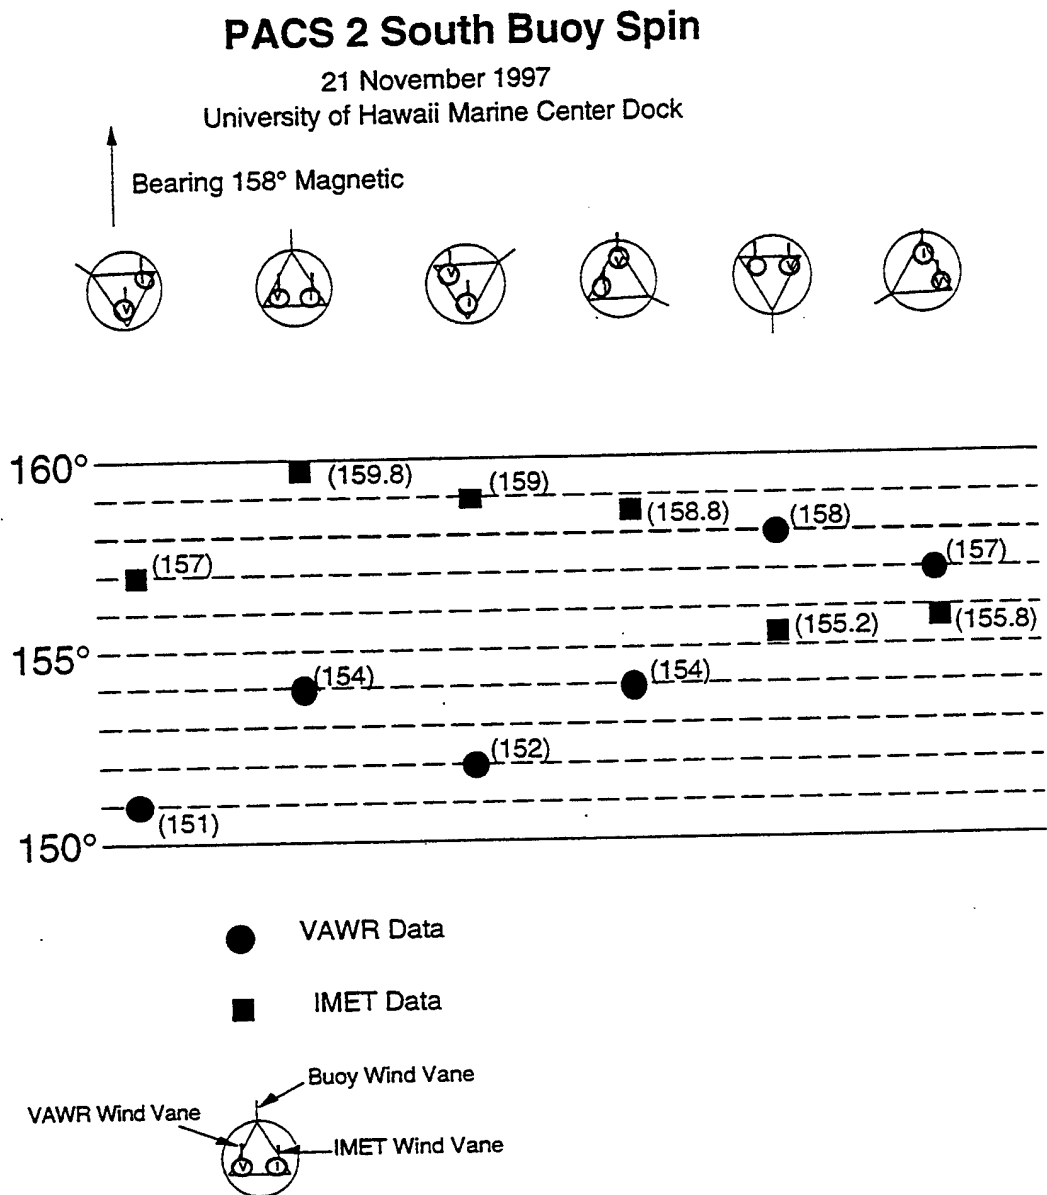 PACS 2 South Buoy Spin
21 November 1997
University of Hawaii Marine Center Dock
Bearing 158° Magnetic
I
V
V
I
V
I
V
I
V
I
V
160°
(159.8)
(159)
(158.8)
(158)
(157)
(157)
(155.2)
(155.8)
155°
(154)
(154)
(152)
(151)
150°
VAWR Data
IMET Data
Buoy Wind Vane
VAWR Wind Vane
IMET Wind Vane
V
I